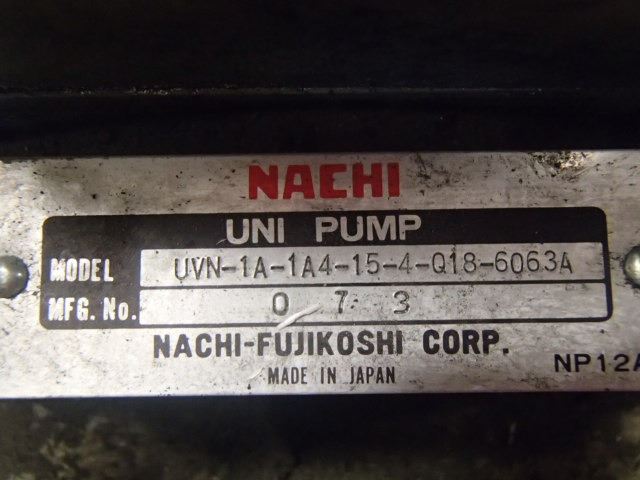 NACHI
UNI PUMP
MODEL UVN-1A-1A4-15-4-Q18-6063A
MFG. No. 0 7 3
NACHI-FUJIKOSHI CORP.
MADE IN JAPAN
NP12A